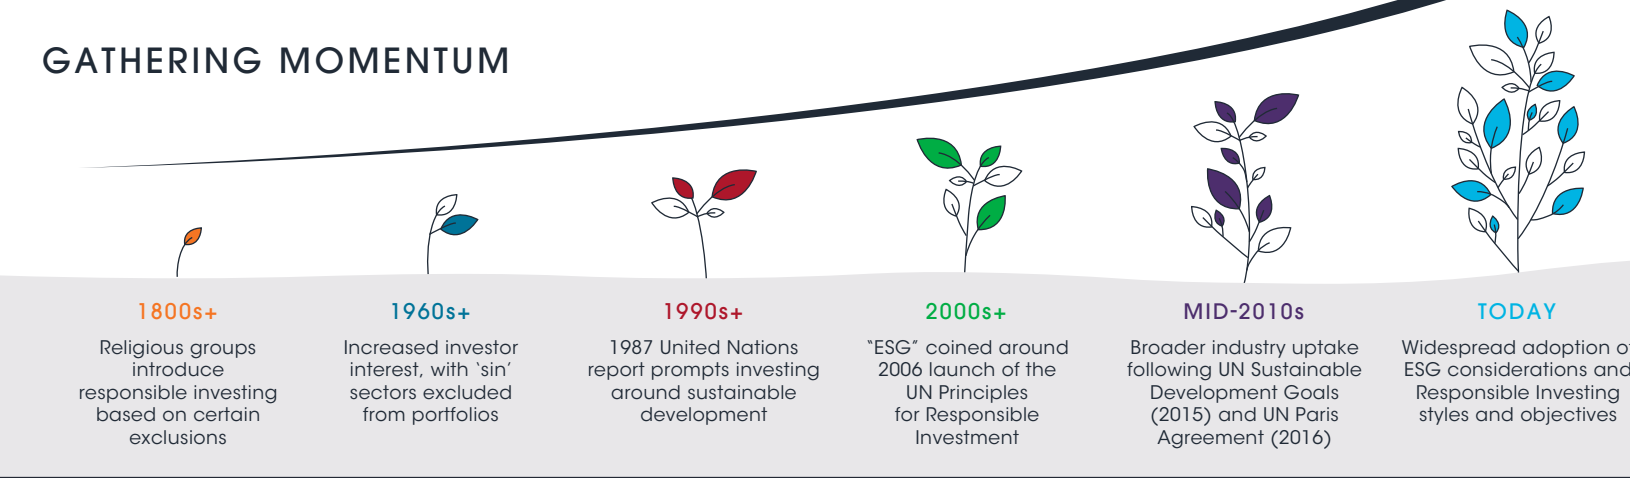 GATHERING MOMENTUM
1800s+
Religious groups
introduce
responsible investing
based on certain
exclusions
1960s+
Increased investor
interest, with ‘sin’
sectors excluded
from portfolios
1990s+
1987 United Nations
report prompts investing
around sustainable
development
2000s+
“ESG” coined around
2006 launch of the
UN Principles
for Responsible
Investment
MID-2010s
Broader industry uptake
following UN Sustainable
Development Goals
(2015) and UN Paris
Agreement (2016)
TODAY
Widespread adoption of
ESG considerations and
Responsible Investing
styles and objectives